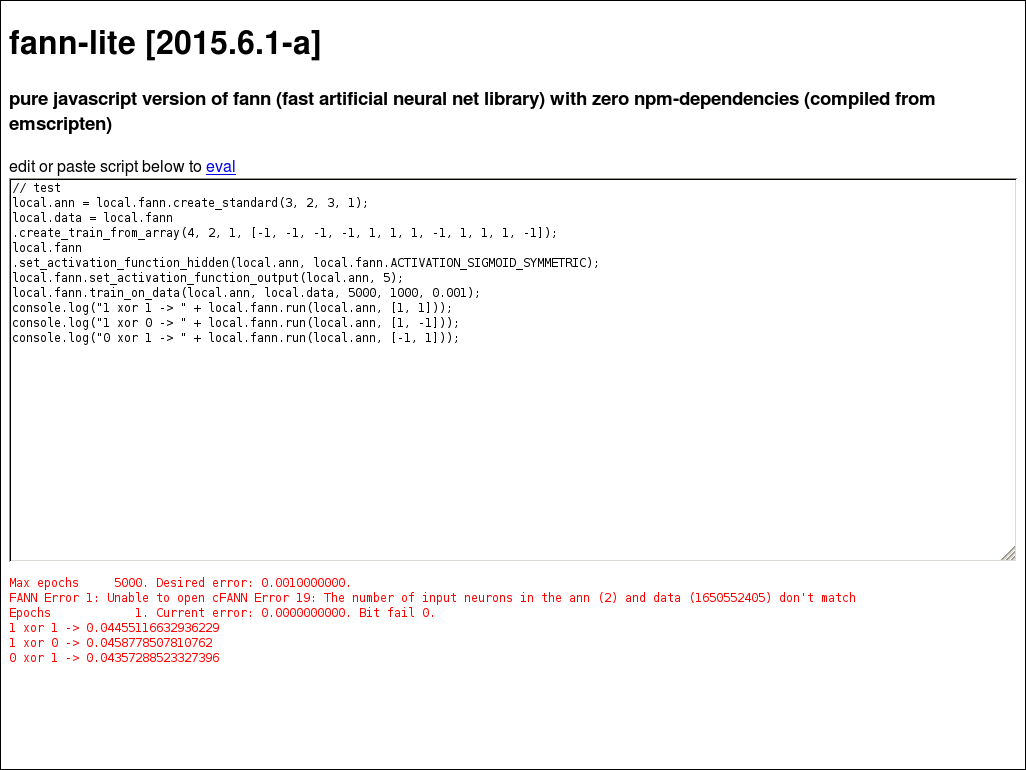 fann-lite [2015.6.1-a]
pure javascript version of fann (fast artificial neural net library) with zero npm-dependencies (compiled from
emscripten)
edit or paste script below to eval
// test
local.ann = local.fann.create_standard(3, 2, 3, 1);
local.data = local.fann
.create_train_from_array(4, 2, 1, [-1, -1, -1, -1, 1, 1, 1, -1, 1, 1, 1, -1]);
local.fann
.set_activation_function_hidden(local.ann, local.fann.ACTIVATION_SIGMOID_SYMMETRIC);
local.fann.set_activation_function_output(local.ann, 5);
local.fann.train_on_data(local.ann, local.data, 5000, 1000, 0.001);
console.log("1 xor 1 -> " + local.fann.run(local.ann, [1, 1]));
console.log("1 xor 0 -> " + local.fann.run(local.ann, [1, -1]));
console.log("0 xor 1 -> " + local.fann.run(local.ann, [-1, 1]));
Max epochs     5000. Desired error: 0.0010000000.
FANN Error 1: Unable to open cFANN Error 19: The number of input neurons in the ann (2) and data (1650552405) don't match
Epochs            1. Current error: 0.0000000000. Bit fail 0.
1 xor 1 -> 0.04455116632936229
1 xor 0 -> 0.0458778507810762
0 xor 1 -> 0.04357288523327396